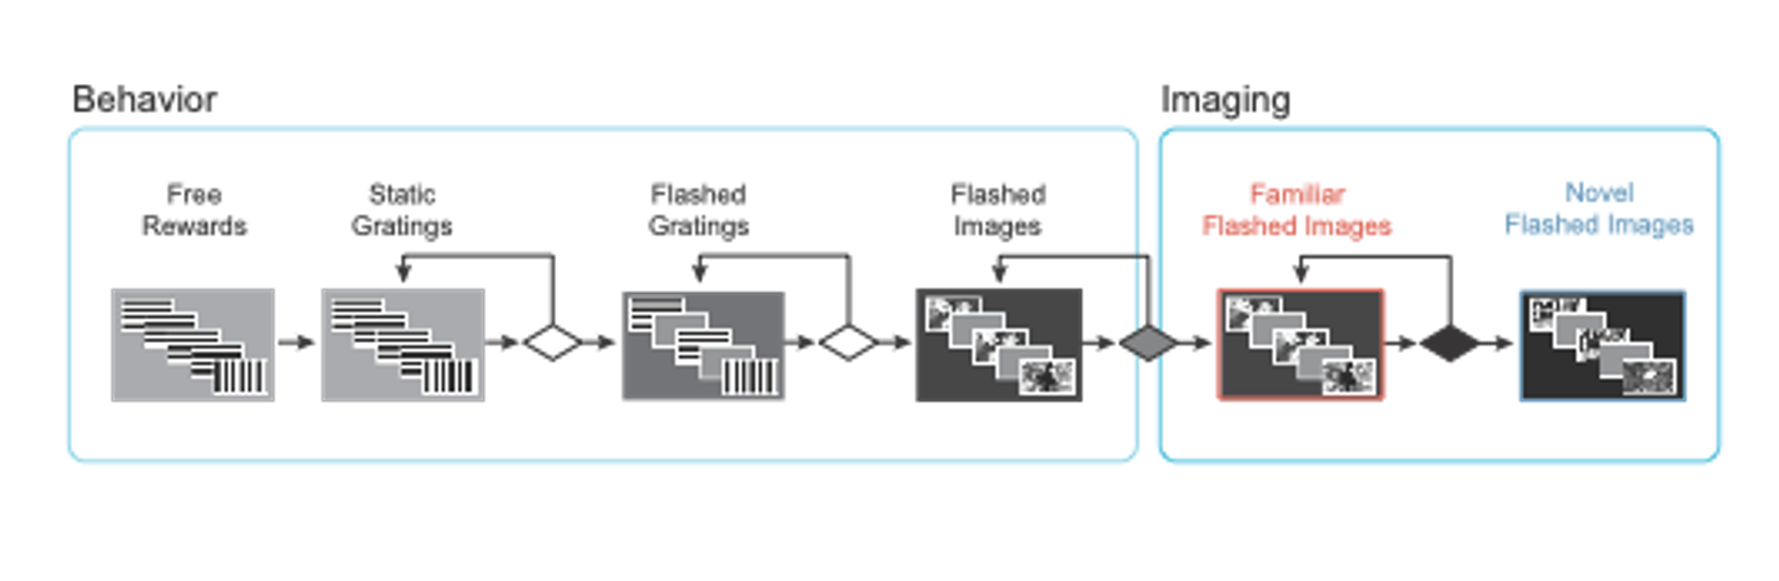 Behavior
Imaging
Free
Rewards
Static
Gratings
Flashed
Gratings
Flashed
Images
Familiar
Flashed Images
Novel
Flashed Images